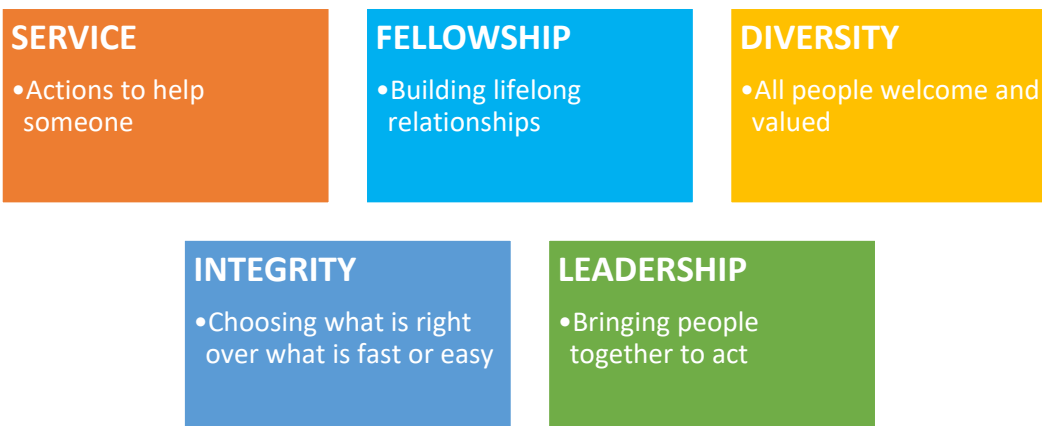 SERVICE
•Actions to help
someone
FELLOWSHIP
•Building lifelong
relationships
DIVERSITY
•All people welcome and
valued
INTEGRITY
•Choosing what is right
over what is fast or easy
LEADERSHIP
•Bringing people
together to act